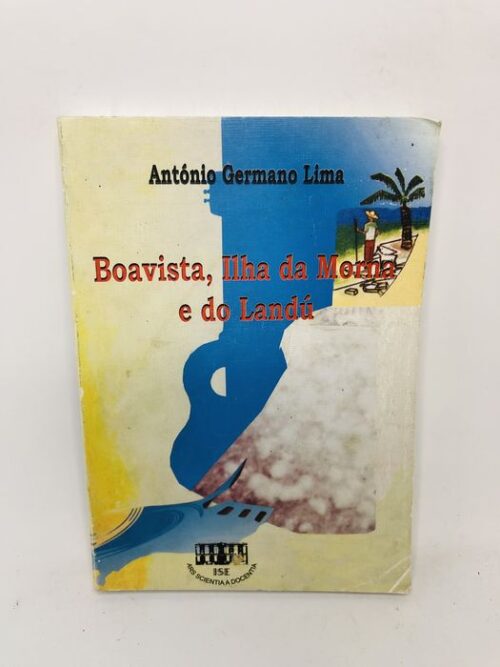 António Germano Lima
Boavista, Ilha da Morna
e do Landú
ISE
ARS SCIENTIA A DOCENTIA